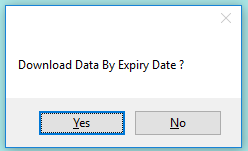 Download Data By Expiry Date ?
Yes No